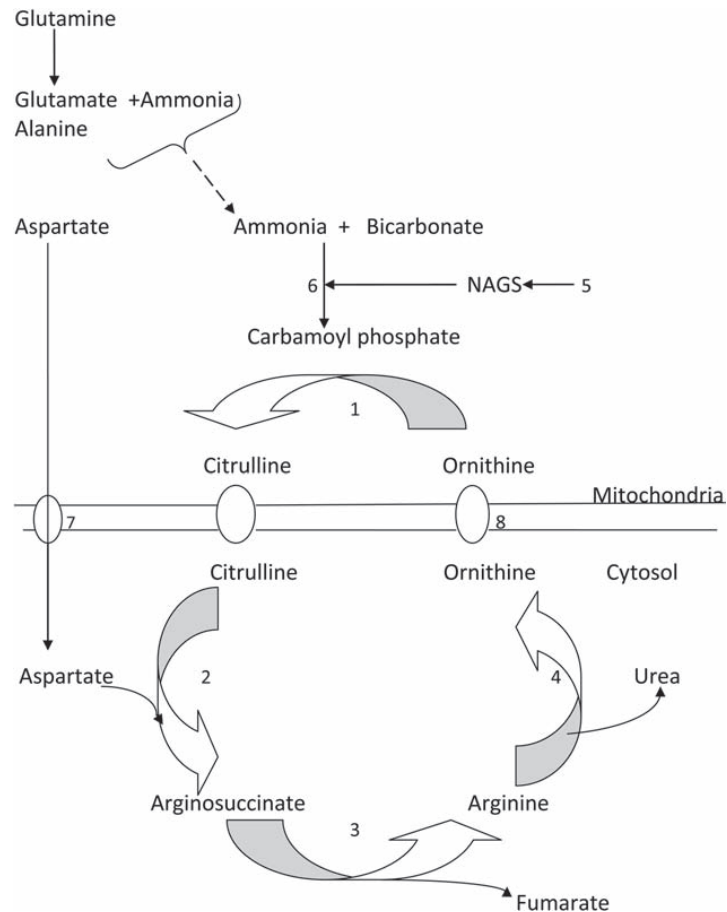 Glutamine
Glutamate +Ammonia
Alanine
Aspartate
Ammonia + Bicarbonate
6
NAGS
5
Carbamoyl phosphate
1
Citrulline
Ornithine
Mitochondria
7
8
Citrulline
Ornithine
Cytosol
Aspartate
2
4
Urea
Arginosuccinate
3
Arginine
Fumarate